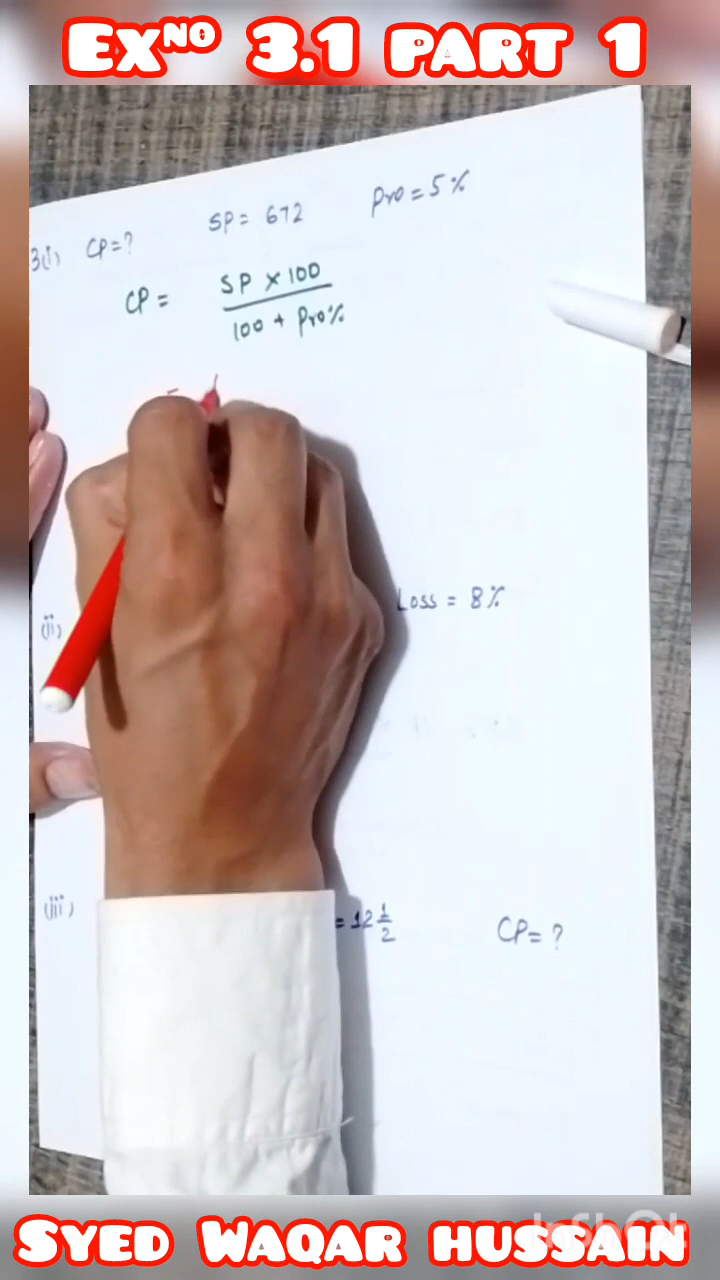 Exᴺᴼ 3.1 PART 1
3(i) CP=? SP= 672 Pro=5%
CP = SP × 100
100 + Pro%
(ii) Loss = 8%
(iii) = 12 1/2 CP= ?
InShOt
SYED WAQAR HUSSAIN